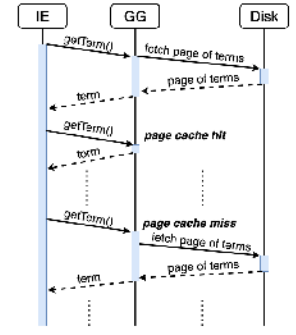 IE GG Disk
getTerm()
fetch page of terms
page of terms
term
getTerm()
page cache hit
term
getTerm()
page cache miss
fetch page of terms
page of terms
term